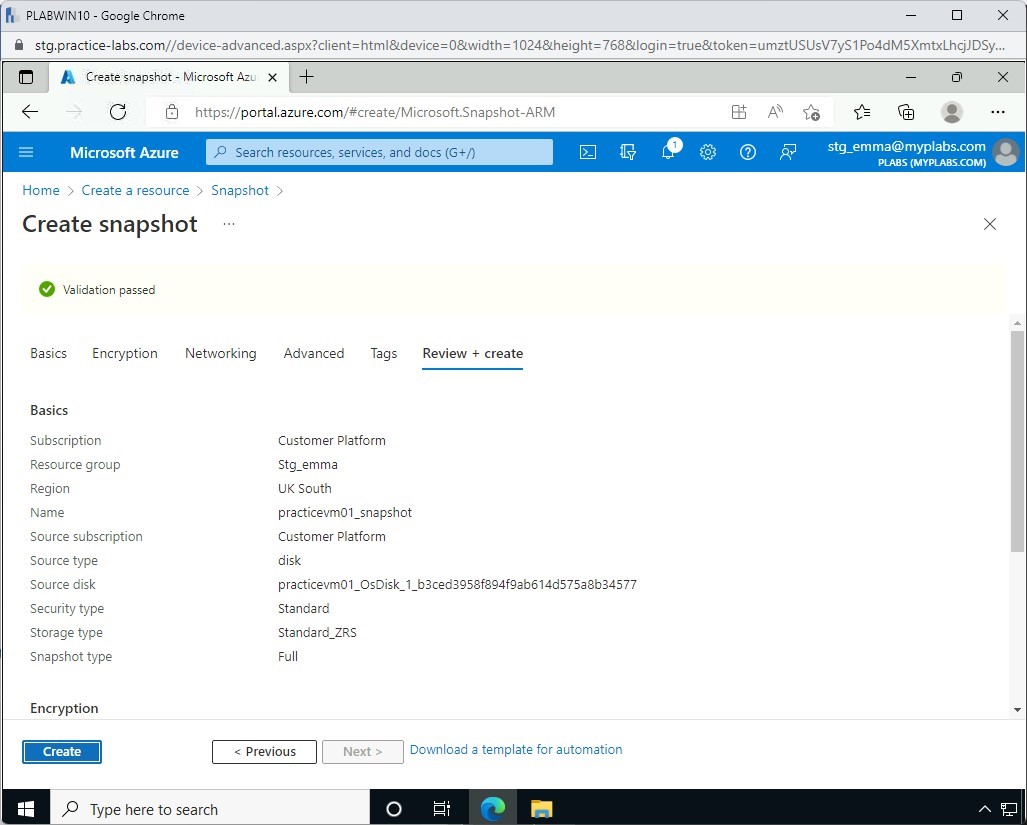 PLABWIN10 - Google Chrome
stg.practice-labs.com//device-advanced.aspx?client=html&device=0&width=1024&height=768&login=true&token=umztUSUsV7yS1Po4dM5XmtxLhcjJDSy...
Create snapshot - Microsoft Azu
https://portal.azure.com/#create/Microsoft.Snapshot-ARM
Microsoft Azure
Search resources, services, and docs (G+/)
1
stg_emma@myplabs.com
PLABS (MYPLABS.COM)
Home > Create a resource > Snapshot >
Create snapshot ...
Validation passed
Basics Encryption Networking Advanced Tags Review + create
Basics
Subscription Customer Platform
Resource group Stg_emma
Region UK South
Name practicevm01_snapshot
Source subscription Customer Platform
Source type disk
Source disk practicevm01_OsDisk_1_b3ced3958f894f9ab614d575a8b34577
Security type Standard
Storage type Standard_ZRS
Snapshot type Full
Encryption
Create < Previous Next > Download a template for automation
Type here to search